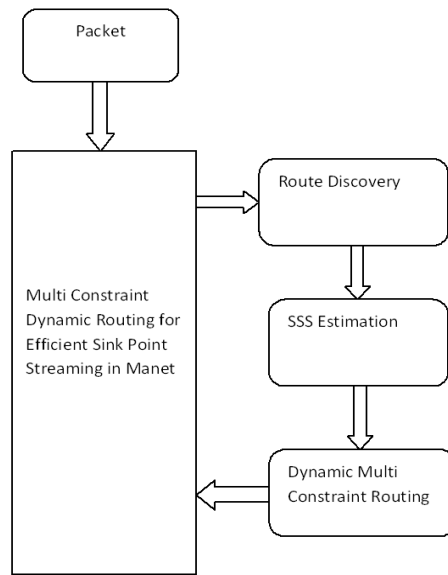 Packet
Route Discovery
Multi Constraint
Dynamic Routing for
Efficient Sink Point
Streaming in Manet
SSS Estimation
Dynamic Multi
Constraint Routing